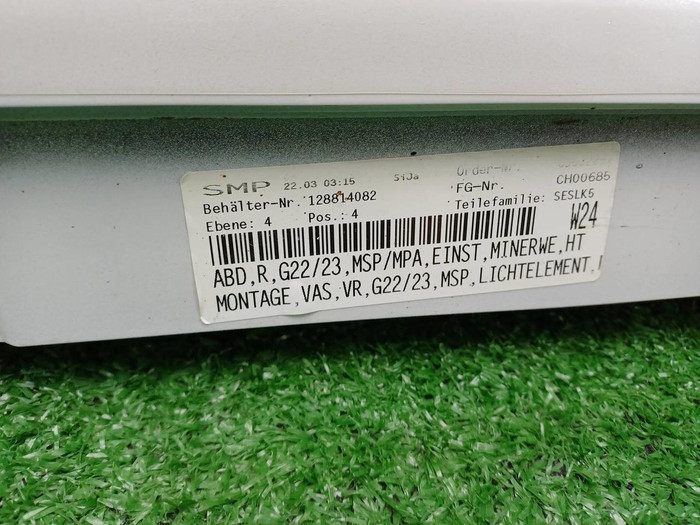 SMP 22.03 03:15 Order-Nr.
FG-Nr. CH00685
Behälter-Nr. 128814082 Teilefamilie: SESLK5
Ebene: 4 Pos.: 4
W24
ABD,R,G22/23,MSP/MPA,EINST,MINERWE,HT
MONTAGE,VAS,VR,G22/23,MSP,LICHTELEMENT,